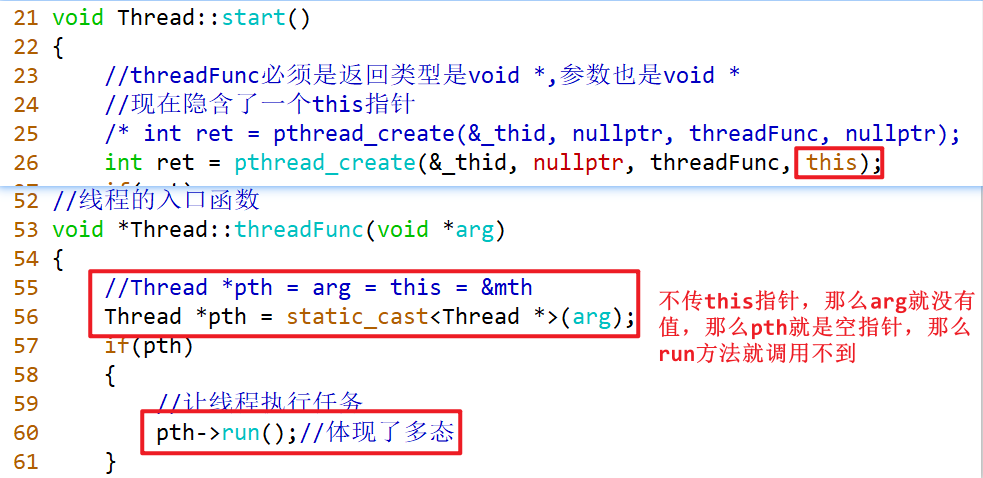 21 void Thread::start()
22 {
23 //threadFunc必须是返回类型是void *,参数也是void *
24 //现在隐含了一个this指针
25 /* int ret = pthread_create(&_thid, nullptr, threadFunc, nullptr);
26 int ret = pthread_create(&_thid, nullptr, threadFunc, this);
52 //线程的入口函数
53 void *Thread::threadFunc(void *arg)
54 {
55 //Thread *pth = arg = this = &mth
56 Thread *pth = static_cast<Thread *>(arg);
57 if(pth)
58 {
59 //让线程执行任务
60 pth->run();//体现了多态
61 }
不传this指针，那么arg就没有
值，那么pth就是空指针，那么
run方法就调用不到